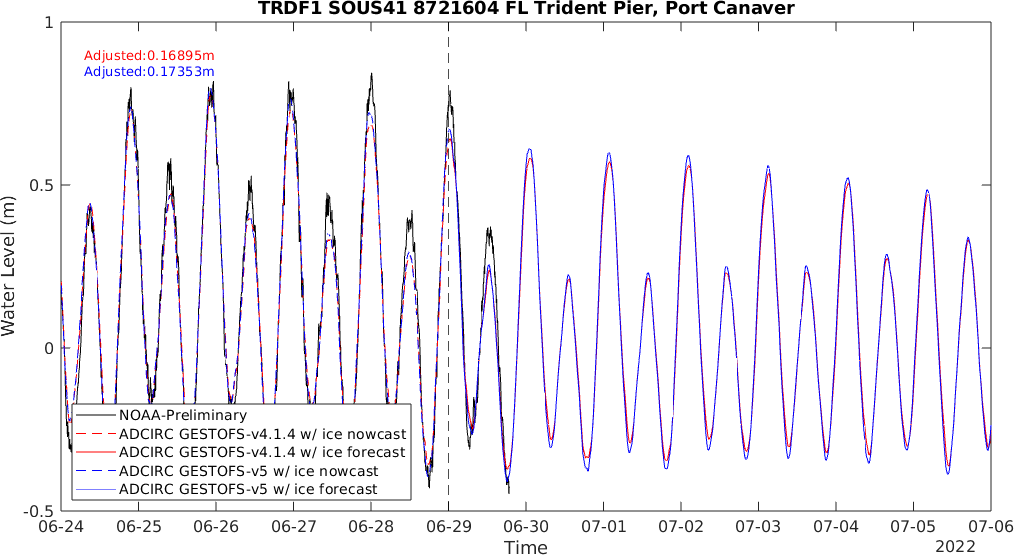 TRDF1 SOUS41 8721604 FL Trident Pier, Port Canaver
Adjusted:0.16895m
Adjusted:0.17353m
Water Level (m)
1
0.5
0
-0.5
NOAA-Preliminary
ADCIRC GESTOFS-v4.1.4 w/ ice nowcast
ADCIRC GESTOFS-v4.1.4 w/ ice forecast
ADCIRC GESTOFS-v5 w/ ice nowcast
ADCIRC GESTOFS-v5 w/ ice forecast
06-24 06-25 06-26 06-27 06-28 06-29 06-30 07-01 07-02 07-03 07-04 07-05 07-06
Time
2022